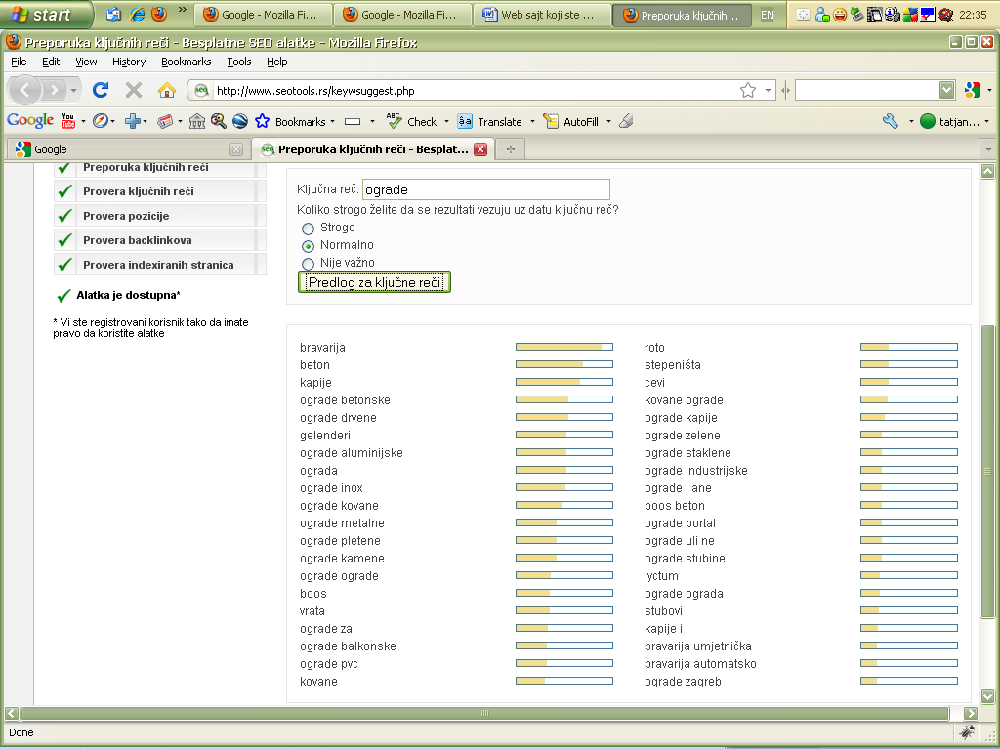 start
»
Google - Mozilla Fi...
Google - Mozilla Fi...
Web sajt koji ste ...
Preporuka ključnih...
EN
22:35
Preporuka ključnih reči - Besplatne SEO alatke - Mozilla Firefox
File Edit View History Bookmarks Tools Help
http://www.seotools.rs/keywsuggest.php
Google
Bookmarks
Check
Translate
AutoFill
tatjan...
Google
Preporuka ključnih reči - Besplat...
Preporuka ključnih reči
Provera ključnih reči
Provera pozicije
Provera backlinkova
Provera indexiranih stranica
Alatka je dostupna*
* Vi ste registrovani korisnik tako da imate
pravo da koristite alatke
Ključna reč: ograde
Koliko strogo želite da se rezultati vezuju uz datu ključnu reč?
Strogo
Normalno
Nije važno
Predlog za ključne reči
bravarija
beton
kapije
ograde betonske
ograde drvene
gelenderi
ograde aluminijske
ograda
ograde inox
ograde kovane
ograde metalne
ograde pletene
ograde kamene
ograde ograde
boos
vrata
ograde za
ograde balkonske
ograde pvc
kovane
roto
stepeništa
cevi
kovane ograde
ograde kapije
ograde zelene
ograde staklene
ograde industrijske
ograde i ane
boos beton
ograde portal
ograde uli ne
ograde stubine
lyctum
ograde ograda
stubovi
kapije i
bravarija umjetnička
bravarija automatsko
ograde zagreb
Done